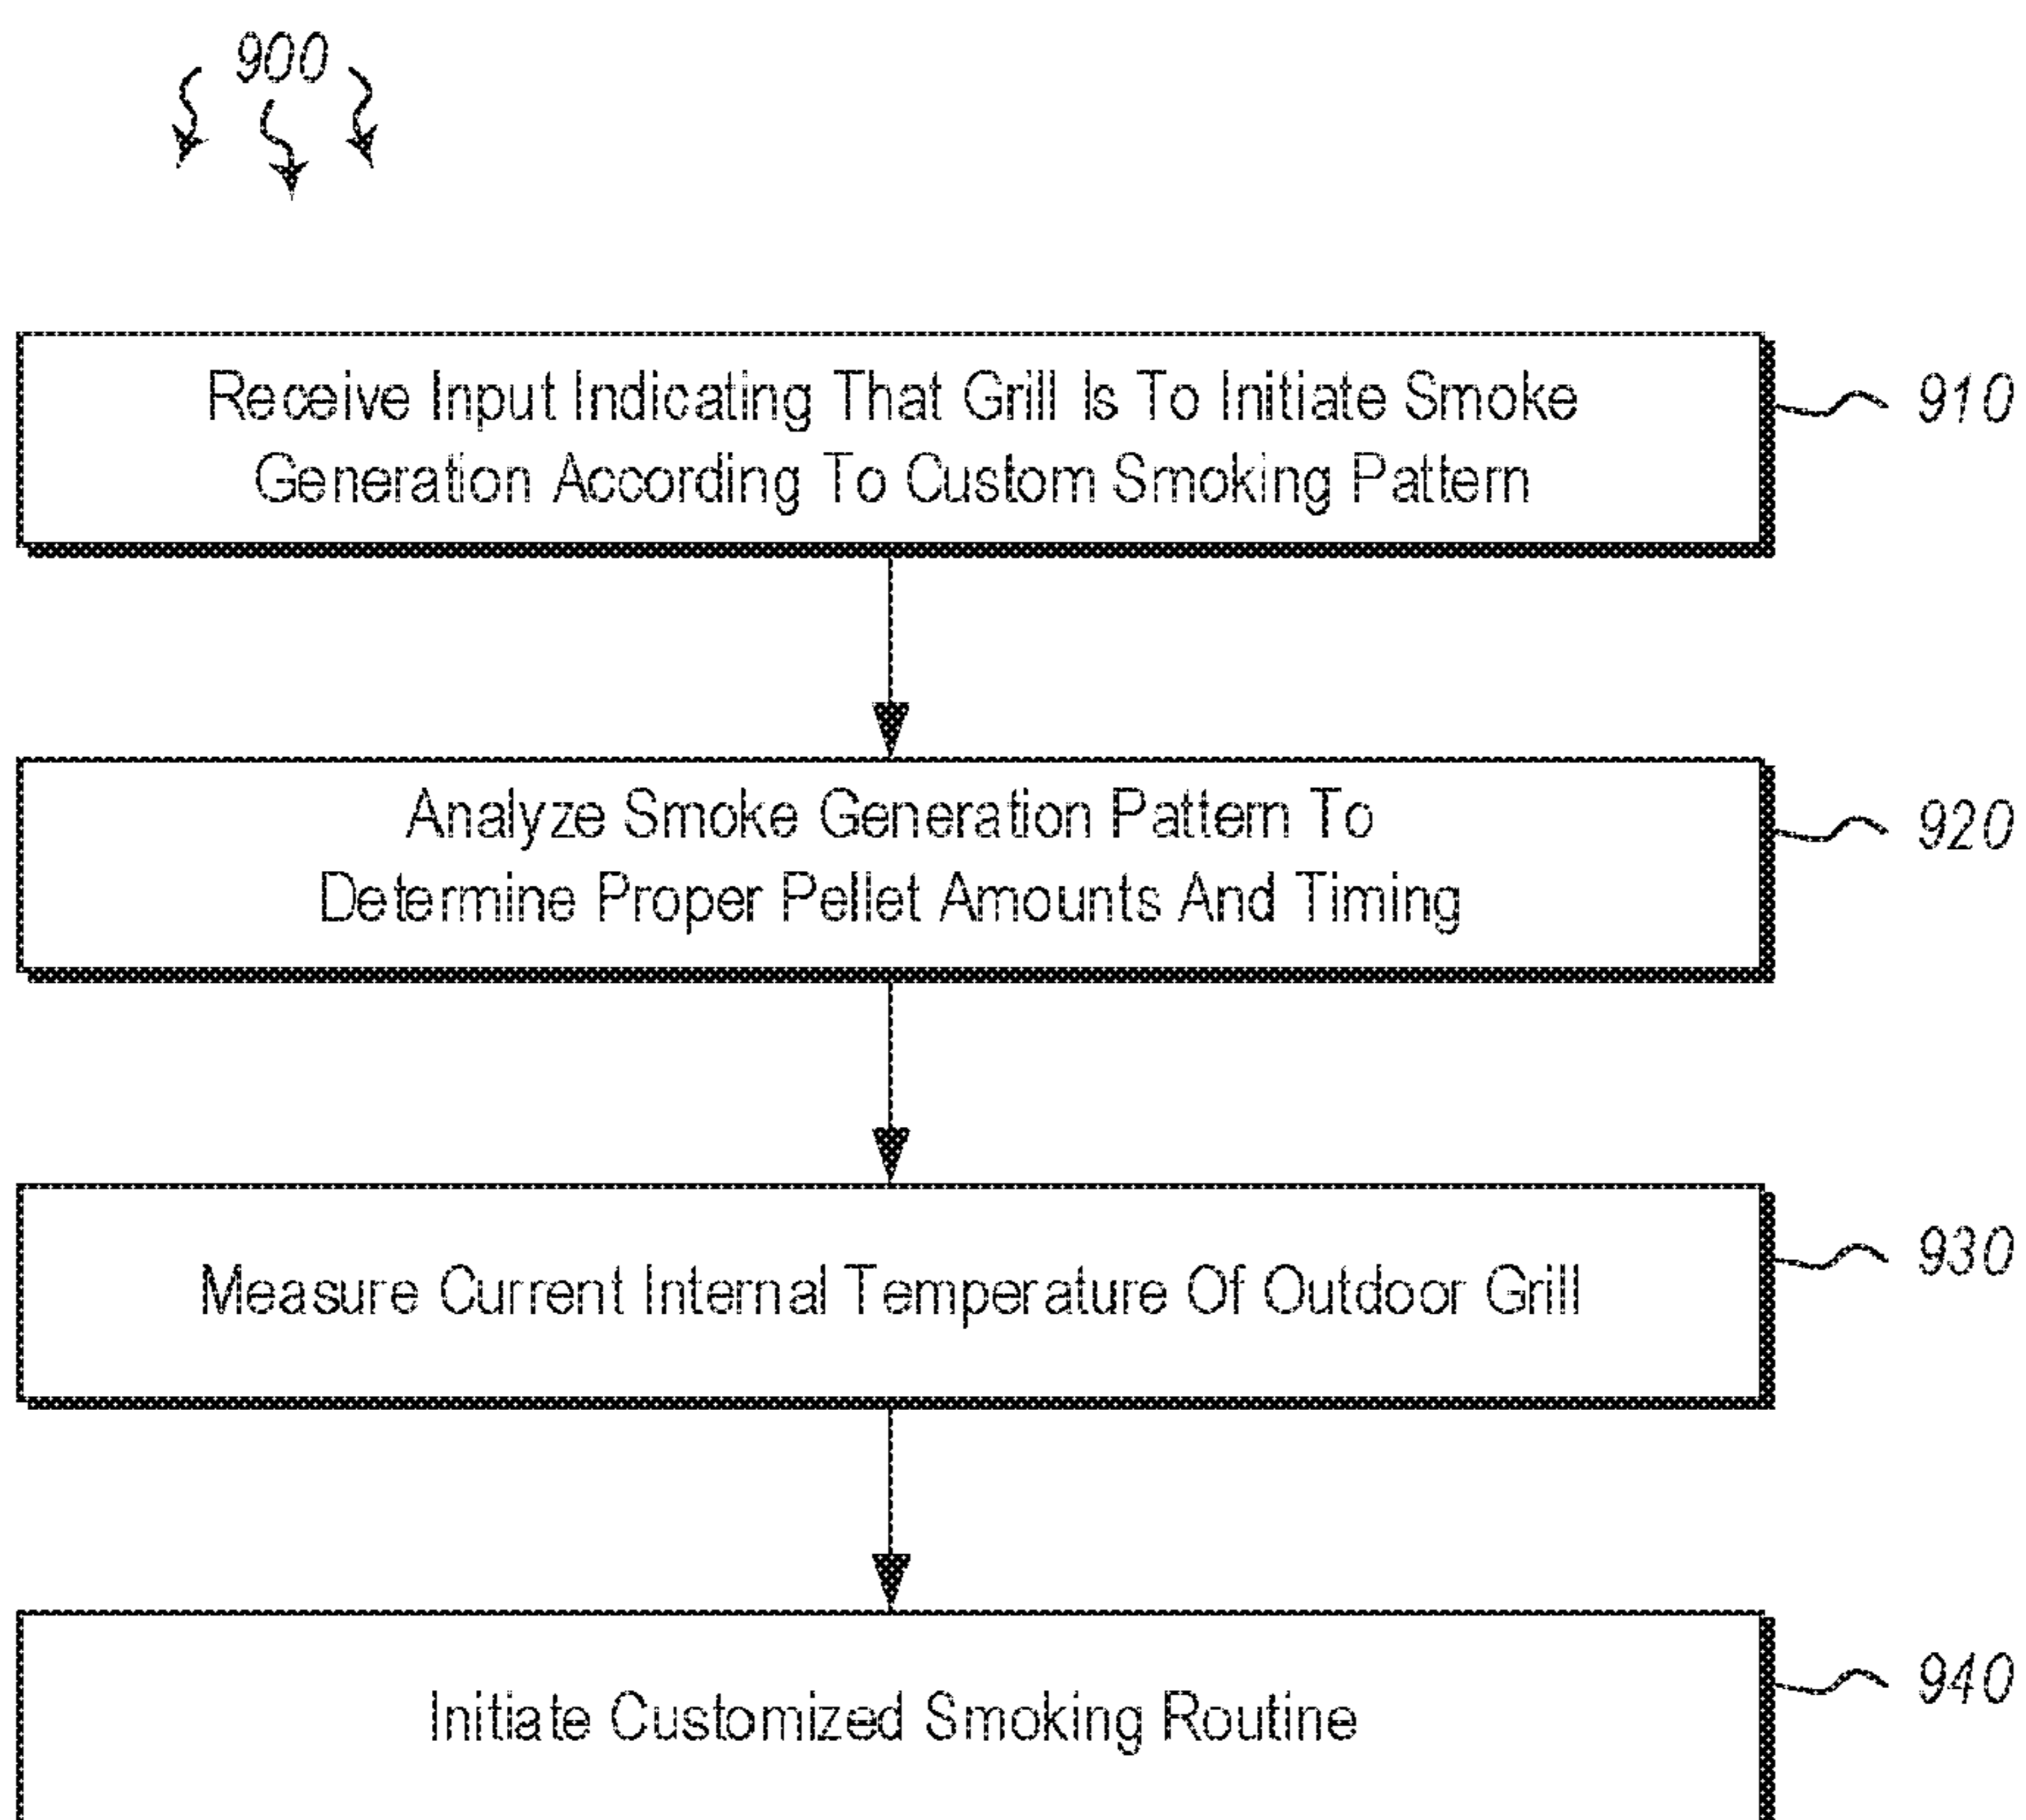 900
Receive Input Indicating That Grill Is To Initiate Smoke
Generation According To Custom Smoking Pattern
910
Analyze Smoke Generation Pattern To
Determine Proper Pellet Amounts And Timing
920
Measure Current Internal Temperature Of Outdoor Grill
930
Initiate Customized Smoking Routine
940